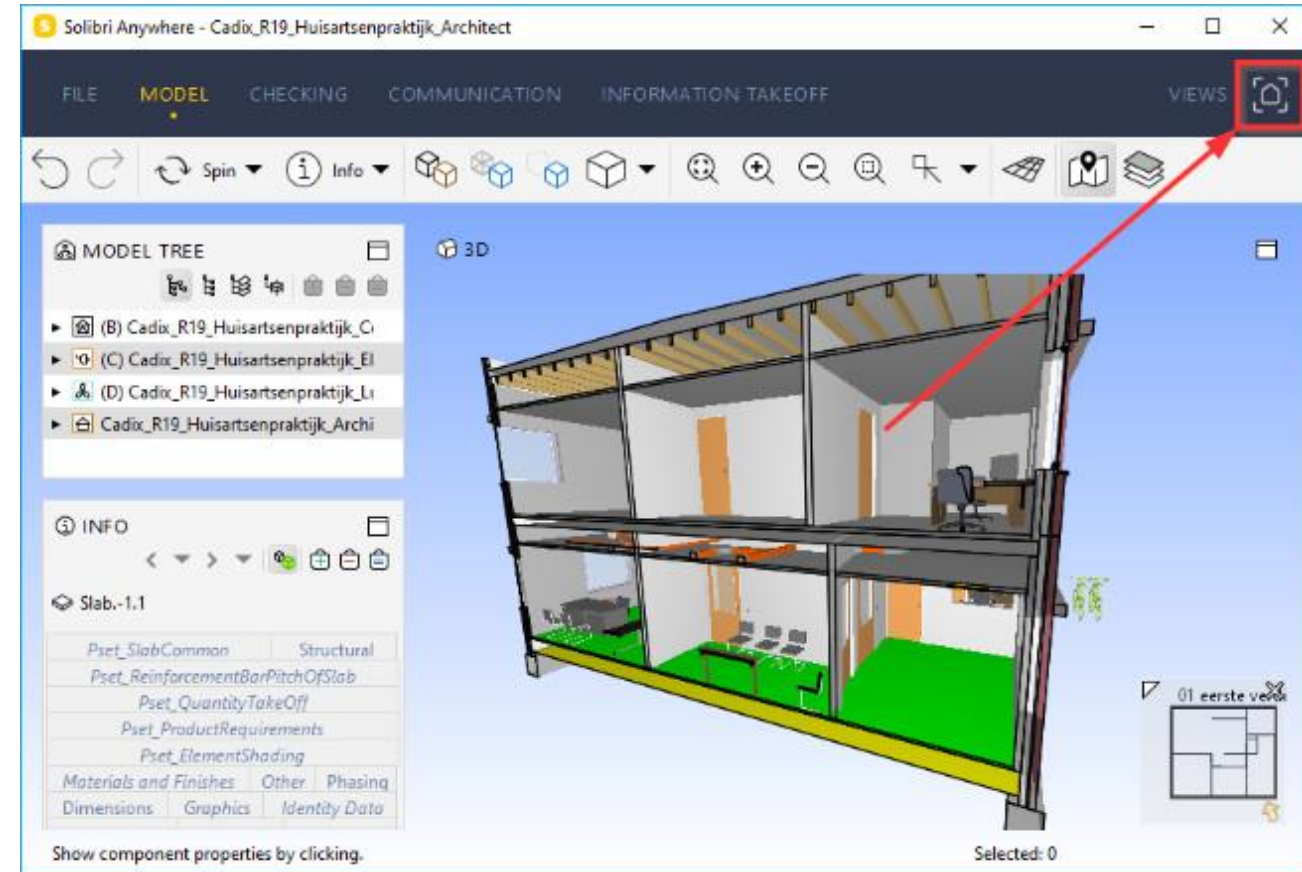 Solibri Anywhere - Cadix_R19_Huisartsenpraktijk_Architect
FILE MODEL CHECKING COMMUNICATION INFORMATION TAKEOFF VIEWS
Spin Info
MODEL TREE
(B) Cadix_R19_Huisartsenpraktijk_C
(C) Cadix_R19_Huisartsenpraktijk_El
(D) Cadix_R19_Huisartsenpraktijk_Lu
Cadix_R19_Huisartsenpraktijk_Archi
3D
INFO
Slab.-1.1
Pset_SlabCommon Structural
Pset_ReinforcementBarPitchOfSlab
Pset_QuantityTakeOff
Pset_ProductRequirements
Pset_ElementShading
Materials and Finishes Other Phasing
Dimensions Graphics Identity Data
01 eerste
Show component properties by clicking.
Selected: 0